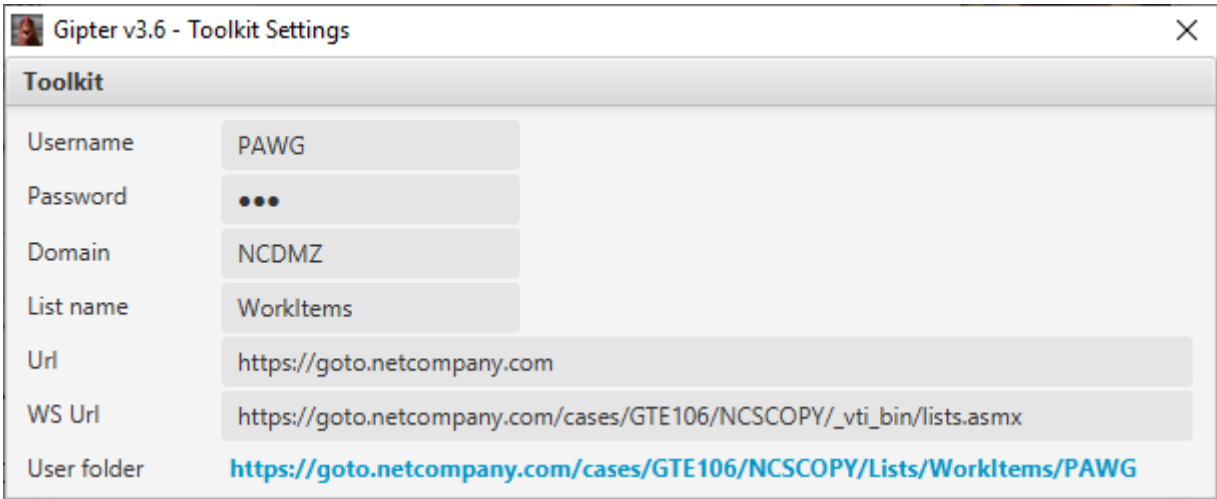 Gipter v3.6 - Toolkit Settings
Toolkit
Username PAWG
Password •••
Domain NCDMZ
List name WorkItems
Url https://goto.netcompany.com
WS Url https://goto.netcompany.com/cases/GTE106/NCSCOPY/_vti_bin/lists.asmx
User folder https://goto.netcompany.com/cases/GTE106/NCSCOPY/Lists/WorkItems/PAWG